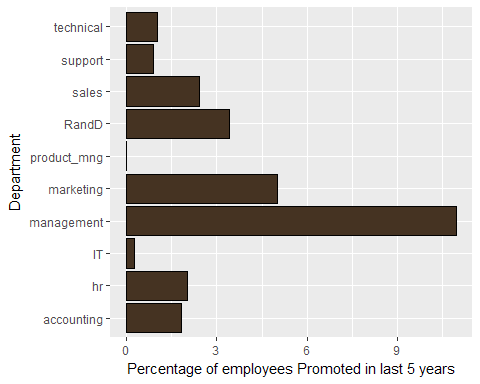 technical
support
sales
RandD
product_mng
marketing
management
IT
hr
accounting
Department
0 3 6 9
Percentage of employees Promoted in last 5 years